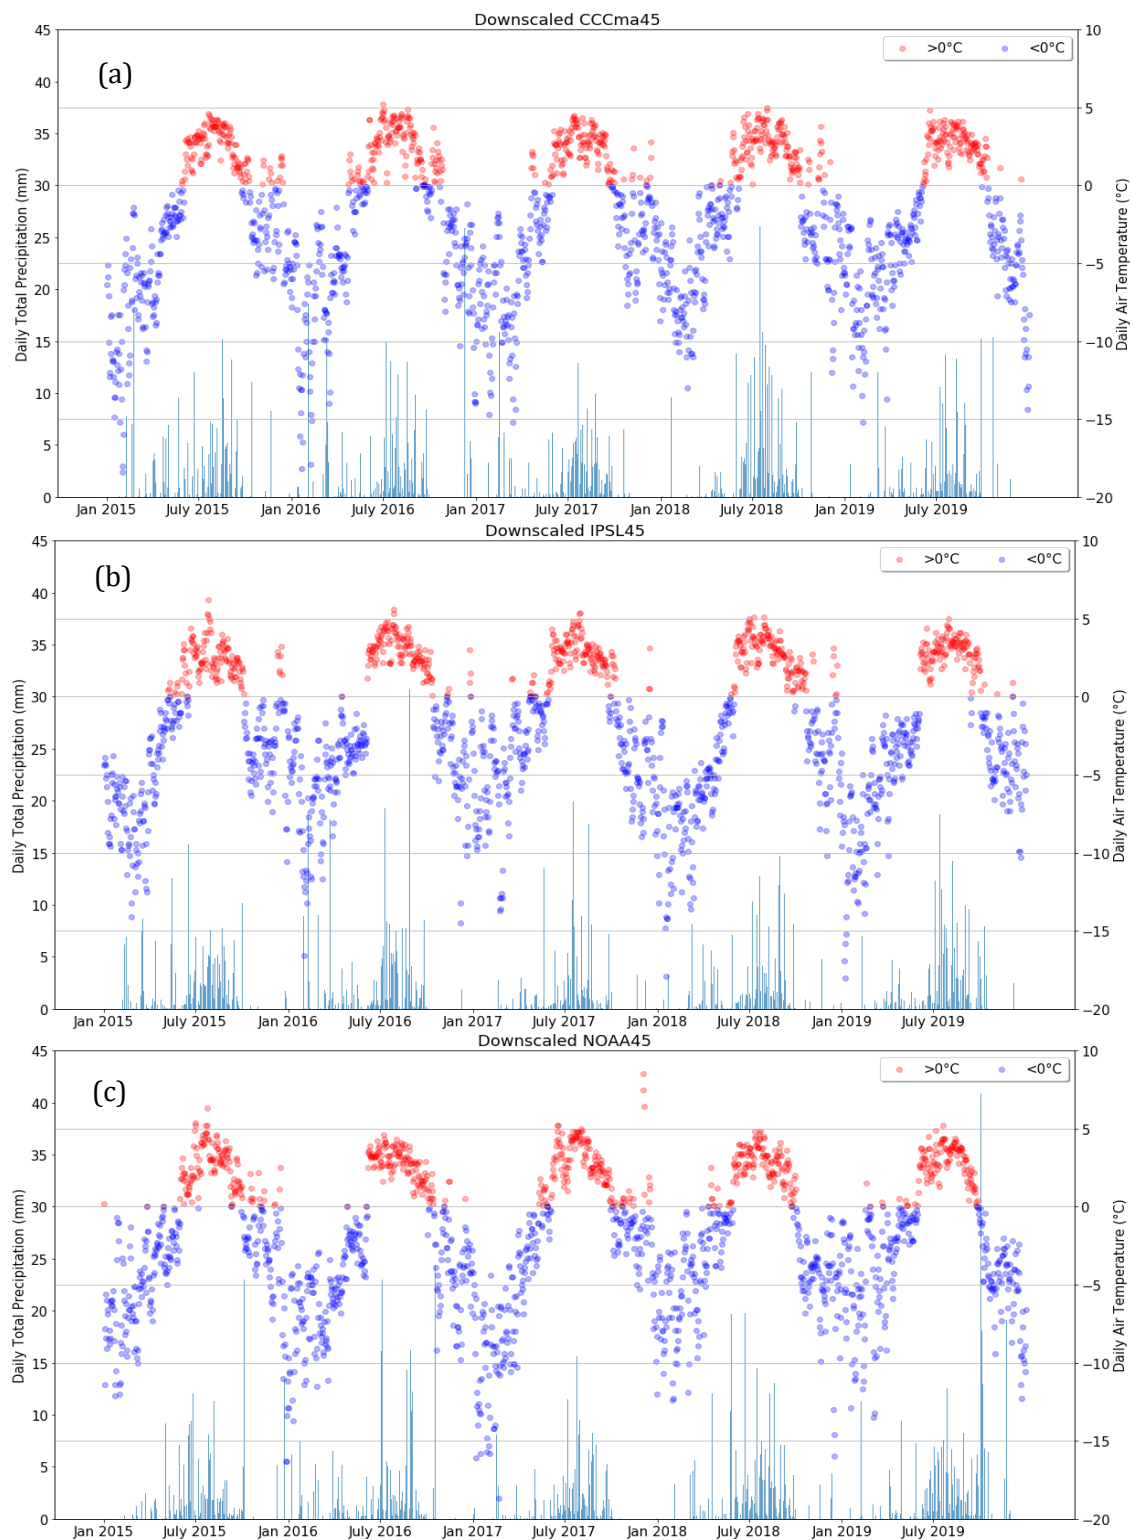 Downscaled CCCma45
(a)
>0°C <0°C
Daily Total Precipitation (mm)
45
40
35
30
25
20
15
10
5
0
10
5
0
−5
−10
−15
−20
Daily Air Temperature (°C)
Jan 2015 July 2015 Jan 2016 July 2016 Jan 2017 July 2017 Jan 2018 July 2018 Jan 2019 July 2019
Downscaled IPSL45
(b)
>0°C <0°C
Daily Total Precipitation (mm)
45
40
35
30
25
20
15
10
5
0
10
5
0
−5
−10
−15
−20
Daily Air Temperature (°C)
Jan 2015 July 2015 Jan 2016 July 2016 Jan 2017 July 2017 Jan 2018 July 2018 Jan 2019 July 2019
Downscaled NOAA45
(c)
>0°C <0°C
Daily Total Precipitation (mm)
45
40
35
30
25
20
15
10
5
0
10
5
0
−5
−10
−15
−20
Daily Air Temperature (°C)
Jan 2015 July 2015 Jan 2016 July 2016 Jan 2017 July 2017 Jan 2018 July 2018 Jan 2019 July 2019